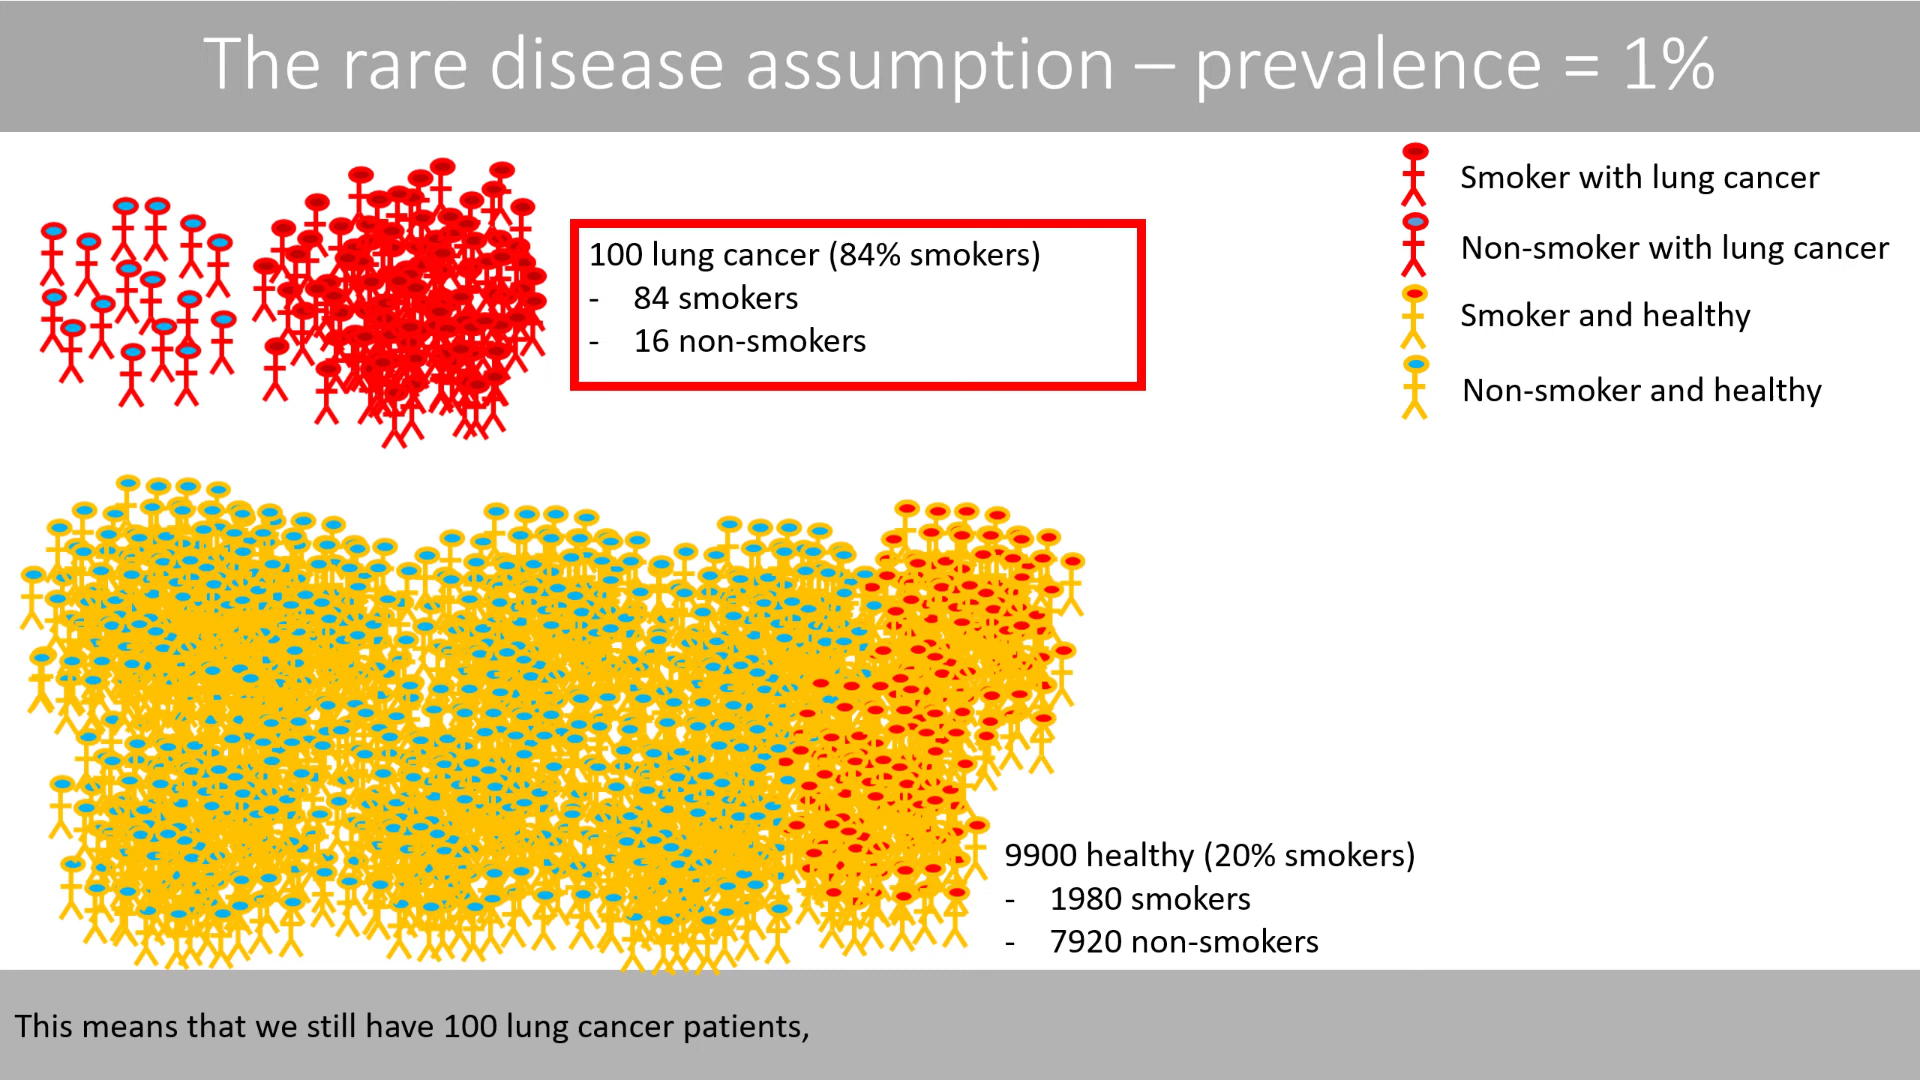 The rare disease assumption – prevalence = 1%
100 lung cancer (84% smokers)
- 84 smokers
- 16 non-smokers
Smoker with lung cancer
Non-smoker with lung cancer
Smoker and healthy
Non-smoker and healthy
9900 healthy (20% smokers)
- 1980 smokers
- 7920 non-smokers
This means that we still have 100 lung cancer patients,